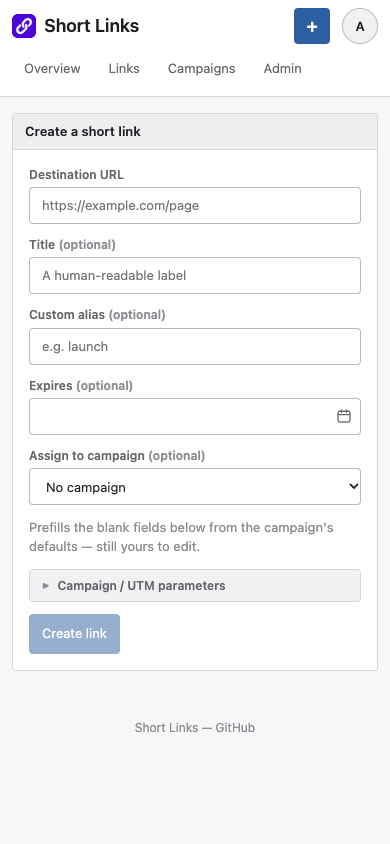 Short Links
+
A
Overview
Links
Campaigns
Admin
Create a short link
Destination URL
https://example.com/page
Title (optional)
A human-readable label
Custom alias (optional)
e.g. launch
Expires (optional)
Assign to campaign (optional)
No campaign
Prefills the blank fields below from the campaign's
defaults — still yours to edit.
Campaign / UTM parameters
Create link
Short Links — GitHub